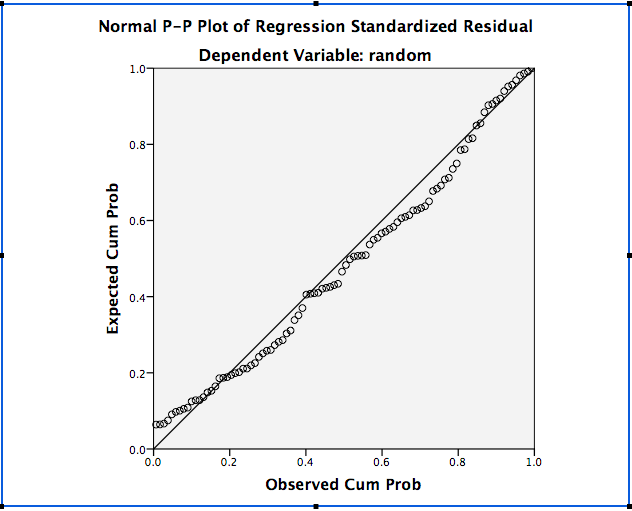 Normal P-P Plot of Regression Standardized Residual
Dependent Variable: random
Expected Cum Prob
1.0
0.8
0.6
0.4
0.2
0.0
0.0 0.2 0.4 0.6 0.8 1.0
Observed Cum Prob